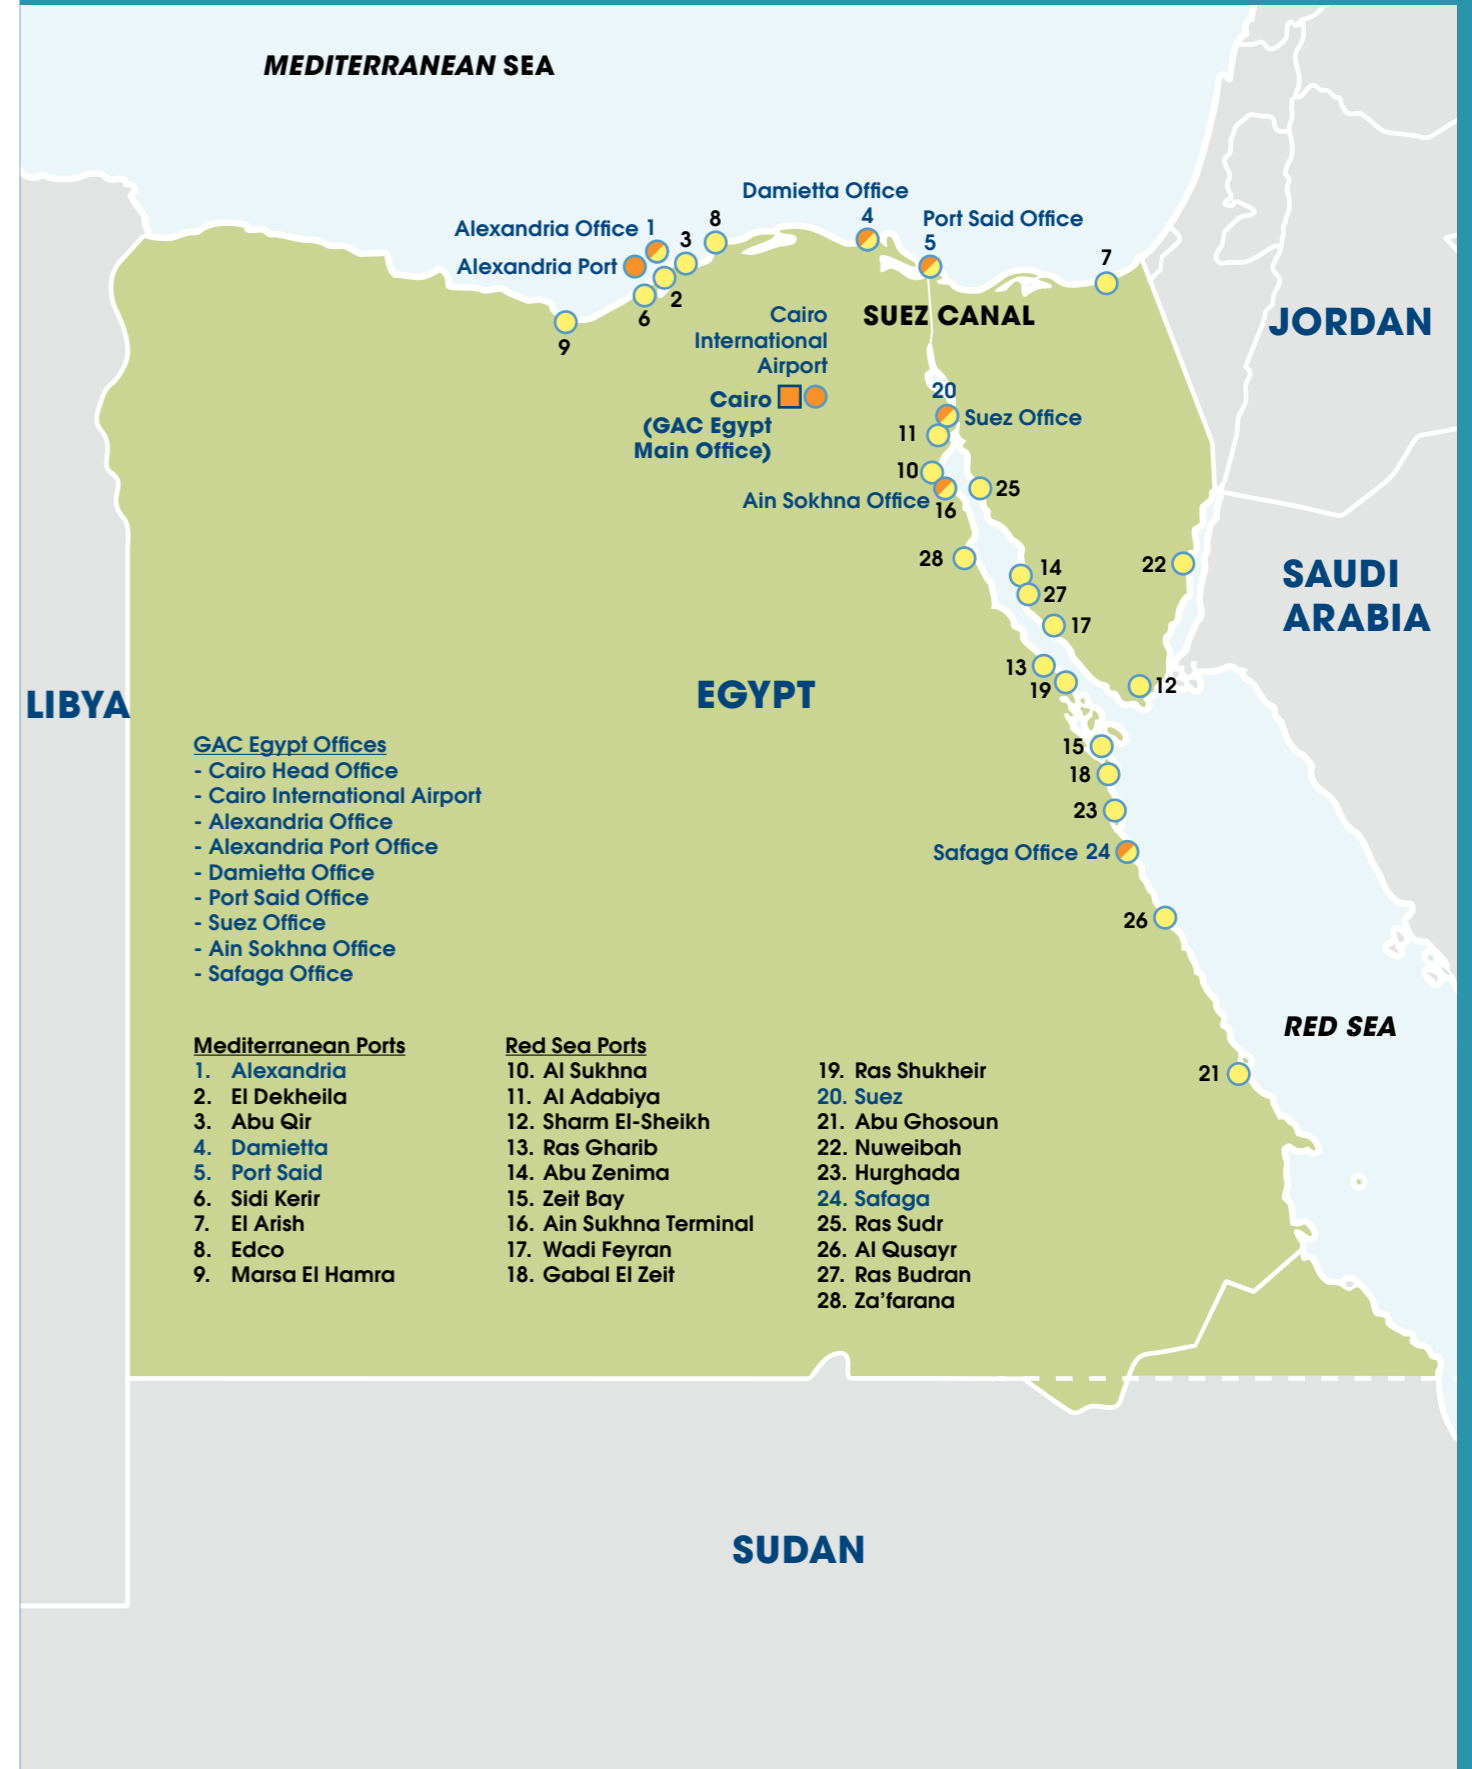 MEDITERRANEAN SEA
Damietta Office
4
Port Said Office
5
Alexandria Office 1
8
3
Alexandria Port
7
2
6
9
Cairo
International
Airport
SUEZ CANAL
JORDAN
Cairo
(GAC Egypt
Main Office)
20
Suez Office
11
10
25
Ain Sokhna Office
16
28
14
22
27
SAUDI
ARABIA
17
13
19
12
LIBYA
EGYPT
15
18
23
Safaga Office 24
26
RED SEA
21
GAC Egypt Offices
- Cairo Head Office
- Cairo International Airport
- Alexandria Office
- Alexandria Port Office
- Damietta Office
- Port Said Office
- Suez Office
- Ain Sokhna Office
- Safaga Office
Mediterranean Ports
1. Alexandria
2. El Dekheila
3. Abu Qir
4. Damietta
5. Port Said
6. Sidi Kerir
7. El Arish
8. Edco
9. Marsa El Hamra
Red Sea Ports
10. Al Sukhna
11. Al Adabiya
12. Sharm El-Sheikh
13. Ras Gharib
14. Abu Zenima
15. Zeit Bay
16. Ain Sukhna Terminal
17. Wadi Feyran
18. Gabal El Zeit
19. Ras Shukheir
20. Suez
21. Abu Ghosoun
22. Nuweibah
23. Hurghada
24. Safaga
25. Ras Sudr
26. Al Qusayr
27. Ras Budran
28. Za’farana
SUDAN